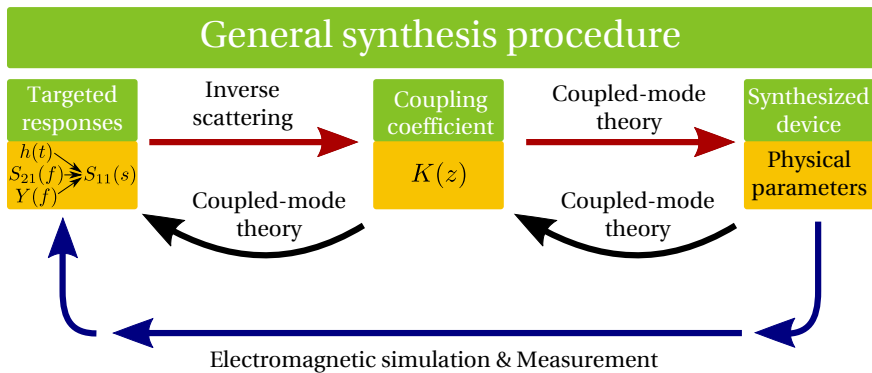 General synthesis procedure
Targeted
responses
Inverse
scattering
Coupling
coefficient
Coupled-mode
theory
Synthesized
device
h(t)
S₂₁(f)
Y(f)
S₁₁(s)
K(z)
Physical
parameters
Coupled-mode
theory
Coupled-mode
theory
Electromagnetic simulation & Measurement